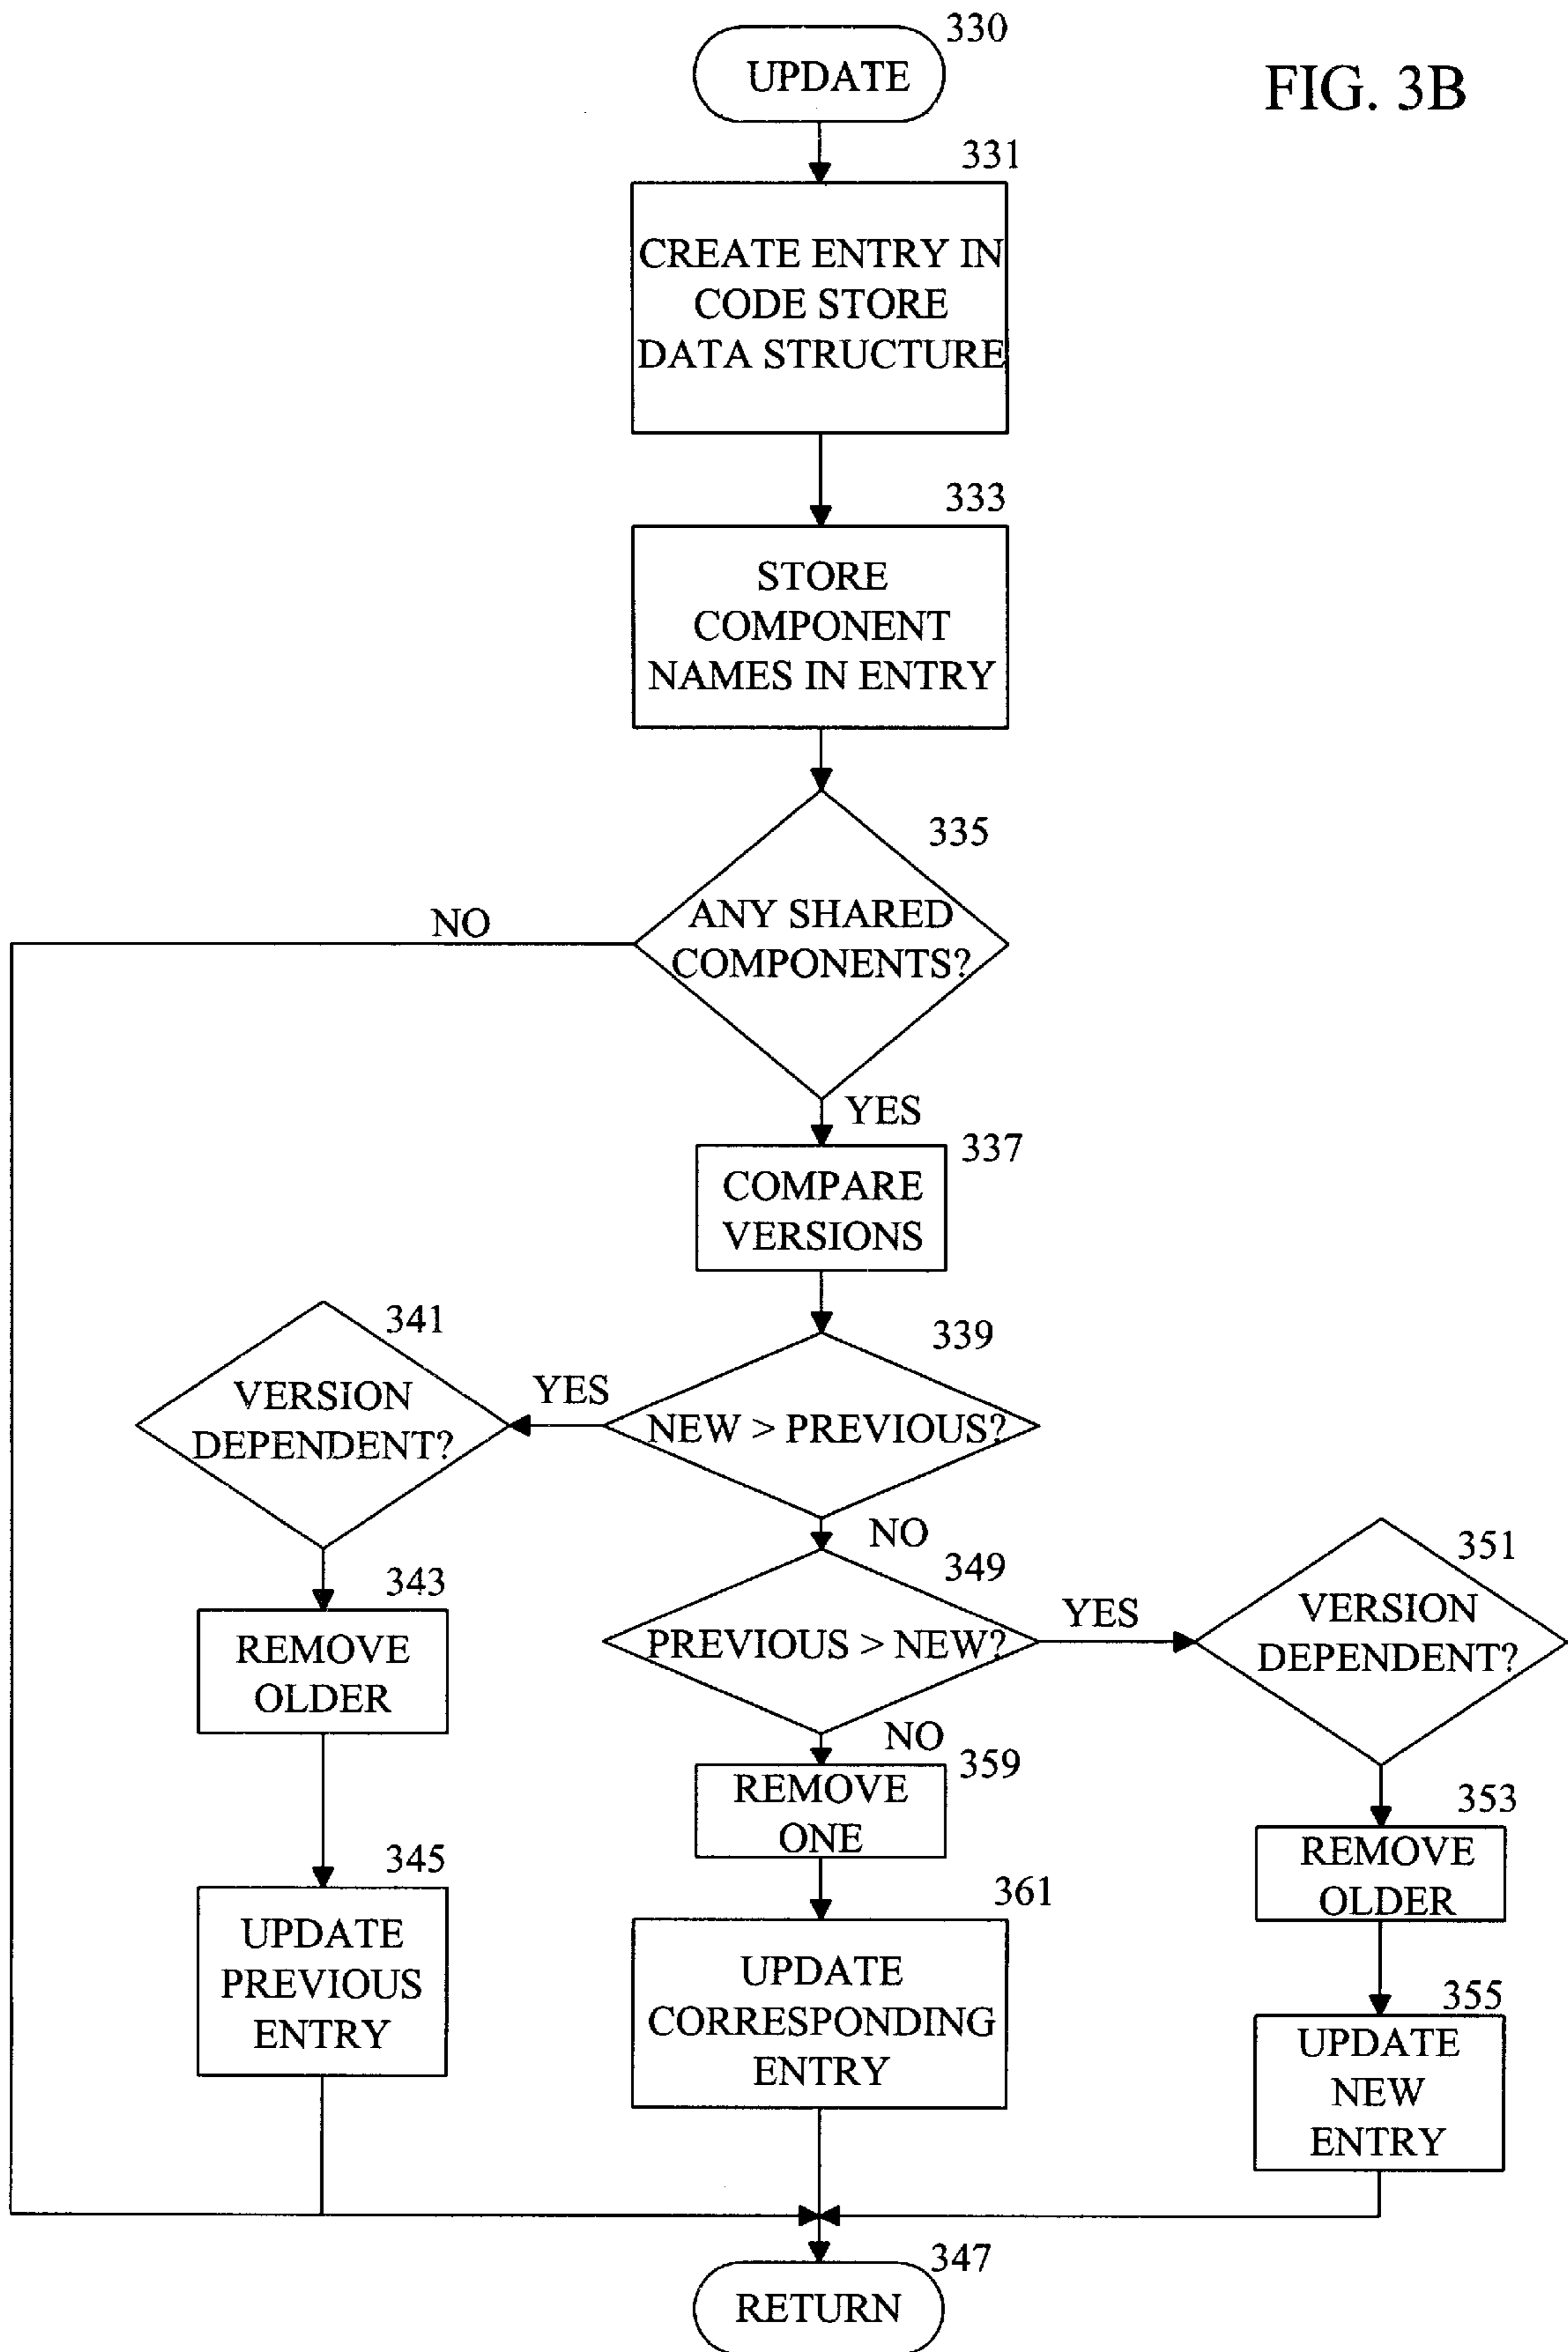 330
UPDATE
FIG. 3B
331
CREATE ENTRY IN
CODE STORE
DATA STRUCTURE
333
STORE
COMPONENT
NAMES IN ENTRY
335
ANY SHARED
COMPONENTS?
NO
YES
337
COMPARE
VERSIONS
339
NEW > PREVIOUS?
YES
341
VERSION
DEPENDENT?
343
REMOVE
OLDER
345
UPDATE
PREVIOUS
ENTRY
NO
349
PREVIOUS > NEW?
YES
351
VERSION
DEPENDENT?
353
REMOVE
OLDER
355
UPDATE
NEW
ENTRY
NO
359
REMOVE
ONE
361
UPDATE
CORRESPONDING
ENTRY
347
RETURN